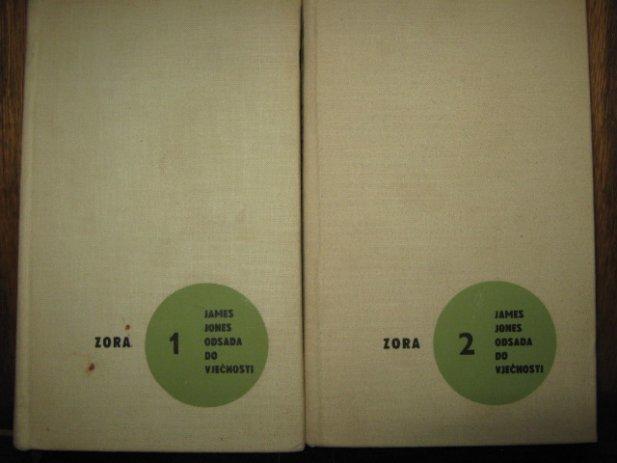 ZORA
1
JAMES
JONES
ODSADA
DO
VJEČNOSTI
ZORA
2
JAMES
JONES
ODSADA
DO
VJEČNOSTI